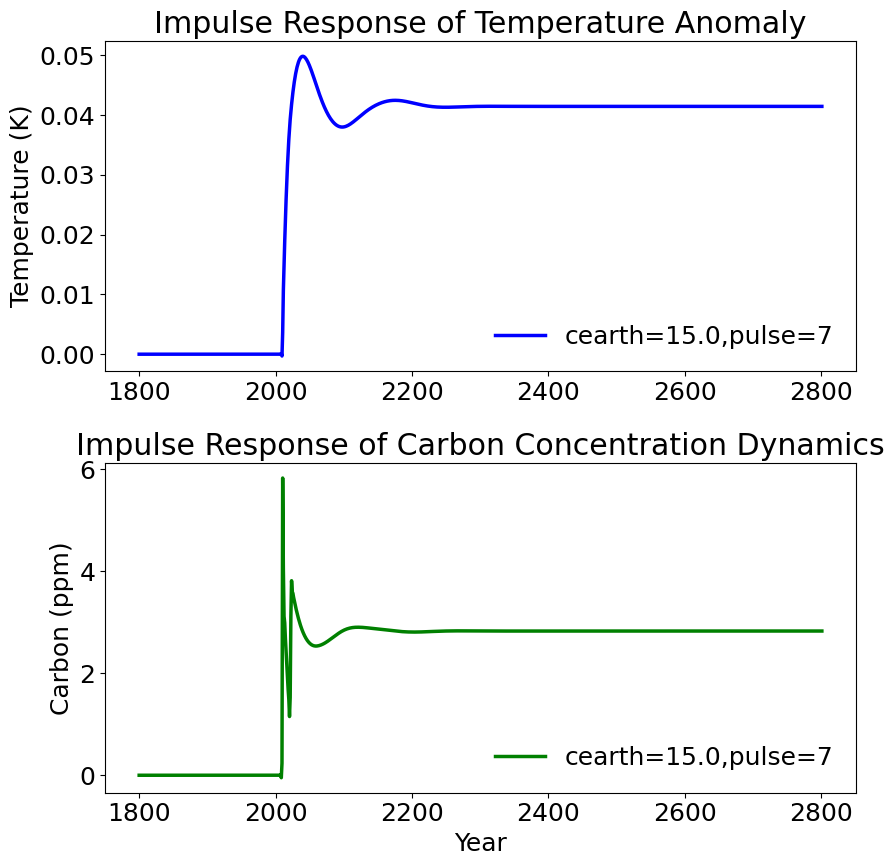 Impulse Response of Temperature Anomaly
Temperature (K)
0.05
0.04
0.03
0.02
0.01
0.00
cearth=15.0,pulse=7
1800 2000 2200 2400 2600 2800
Impulse Response of Carbon Concentration Dynamics
Carbon (ppm)
6
4
2
0
cearth=15.0,pulse=7
1800 2000 2200 2400 2600 2800
Year